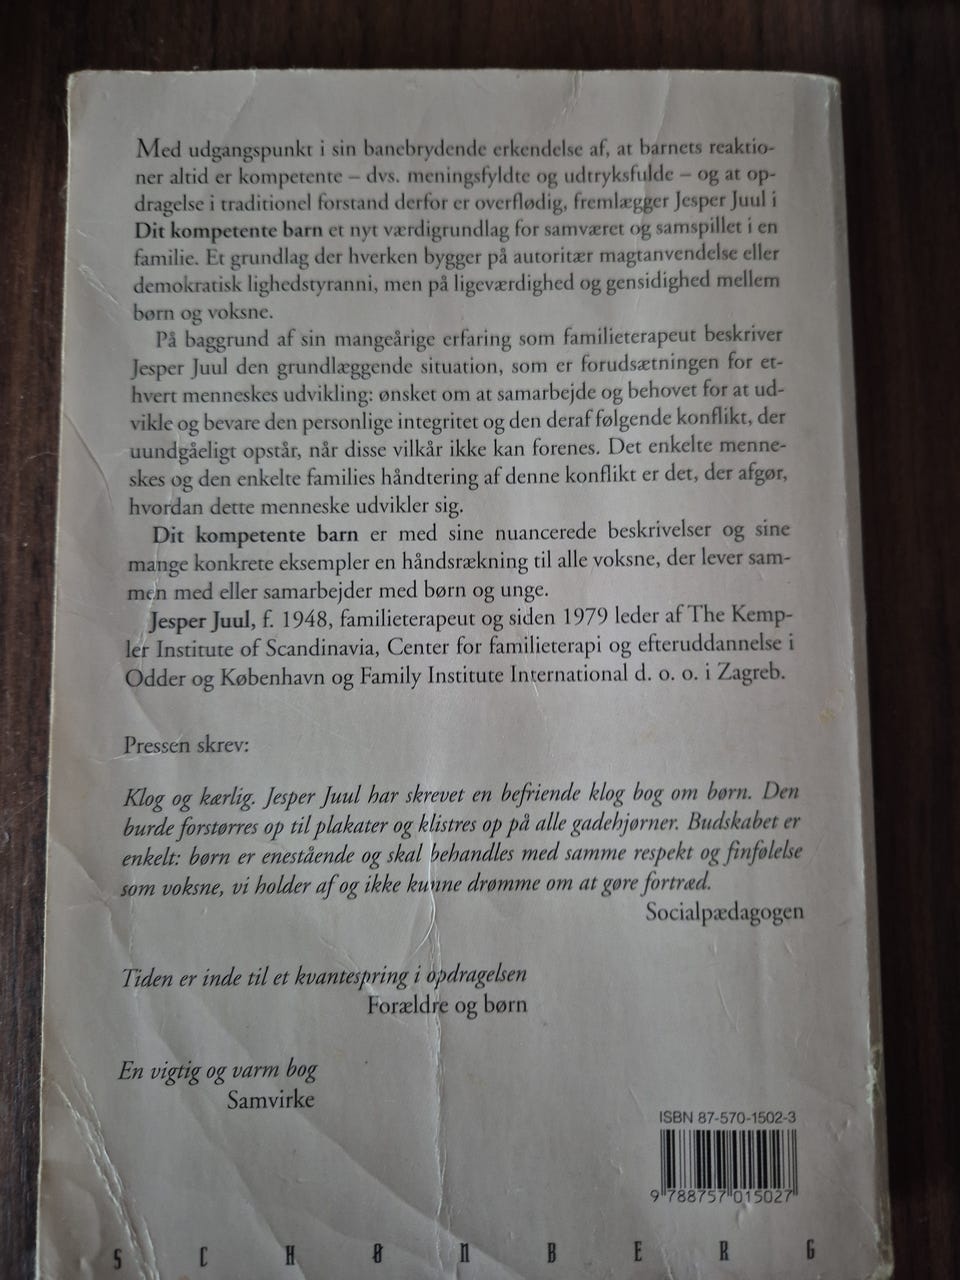 Med udgangspunkt i sin banebrydende erkendelse af, at barnets reaktio-
ner altid er kompetente – dvs. meningsfyldte og udtryksfulde – og at op-
dragelse i traditionel forstand derfor er overflødig, fremlægger Jesper Juul i
Dit kompetente barn et nyt værdigrundlag for samværet og samspillet i en
familie. Et grundlag der hverken bygger på autoritær magtanvendelse eller
demokratisk lighedstyranni, men på ligeværdighed og gensidighed mellem
børn og voksne.
På baggrund af sin mangeårige erfaring som familieterapeut beskriver
Jesper Juul den grundlæggende situation, som er forudsætningen for et-
hvert menneskes udvikling: ønsket om at samarbejde og behovet for at ud-
vikle og bevare den personlige integritet og den deraf følgende konflikt, der
uundgåeligt opstår, når disse vilkår ikke kan forenes. Det enkelte menne-
skes og den enkelte families håndtering af denne konflikt er det, der afgør,
hvordan dette menneske udvikler sig.
Dit kompetente barn er med sine nuancerede beskrivelser og sine
mange konkrete eksempler en håndsrækning til alle voksne, der lever sam-
men med eller samarbejder med børn og unge.
Jesper Juul, f. 1948, familieterapeut og siden 1979 leder af The Kemp-
ler Institute of Scandinavia, Center for familieterapi og efteruddannelse i
Odder og København og Family Institute International d. o. o. i Zagreb.
Pressen skrev:
Klog og kærlig. Jesper Juul har skrevet en befriende klog bog om børn. Den
burde forstørres op til plakater og klistres op på alle gadehjørner. Budskabet er
enkelt: børn er enestående og skal behandles med samme respekt og finfølelse
som voksne, vi holder af og ikke kunne drømme om at gøre fortræd.
Socialpædagogen
Tiden er inde til et kvantespring i opdragelsen
Forældre og børn
En vigtig og varm bog
Samvirke
ISBN 87-570-1502-3
9 788757 015027
SCHØNBERG